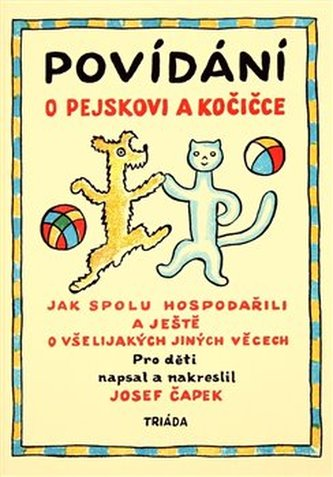 POVÍDÁNÍ
O PEJSKOVI A KOČIČCE
JAK SPOLU HOSPODAŘILI
A JEŠTĚ
O VŠELIJAKÝCH JINÝCH VĚCECH
Pro děti
napsal a nakreslil
JOSEF ČAPEK
TRIÁDA